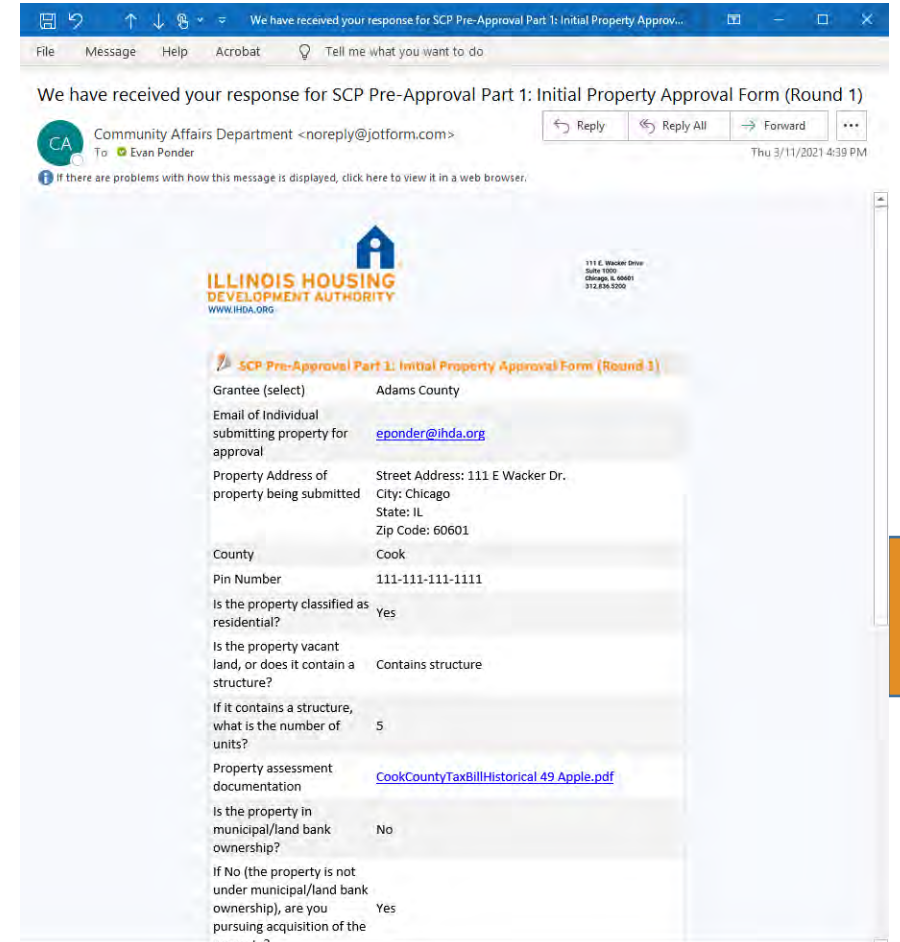 We have received your response for SCP Pre-Approval Part 1: Initial Property Approv...
File Message Help Acrobat Tell me what you want to do
We have received your response for SCP Pre-Approval Part 1: Initial Property Approval Form (Round 1)
CA
Community Affairs Department <noreply@jotform.com>
To Evan Ponder
Reply Reply All Forward ...
Thu 3/11/2021 4:39 PM
If there are problems with how this message is displayed, click here to view it in a web browser.
ILLINOIS HOUSING
DEVELOPMENT AUTHORITY
WWW.IHDA.ORG
111 E. Wacker Drive
Suite 1000
Chicago, IL 60601
312.836.5200
SCP Pre-Approval Part 1: Initial Property Approval Form (Round 1)
Grantee (select) Adams County
Email of Individual
submitting property for
approval
eponder@ihda.org
Property Address of
property being submitted
Street Address: 111 E Wacker Dr.
City: Chicago
State: IL
Zip Code: 60601
County Cook
Pin Number 111-111-111-1111
Is the property classified as
residential?
Yes
Is the property vacant
land, or does it contain a
structure?
Contains structure
If it contains a structure,
what is the number of
units?
5
Property assessment
documentation
CookCountyTaxBillHistorical 49 Apple.pdf
Is the property in
municipal/land bank
ownership?
No
If No (the property is not
under municipal/land bank
ownership), are you
pursuing acquisition of the
Yes